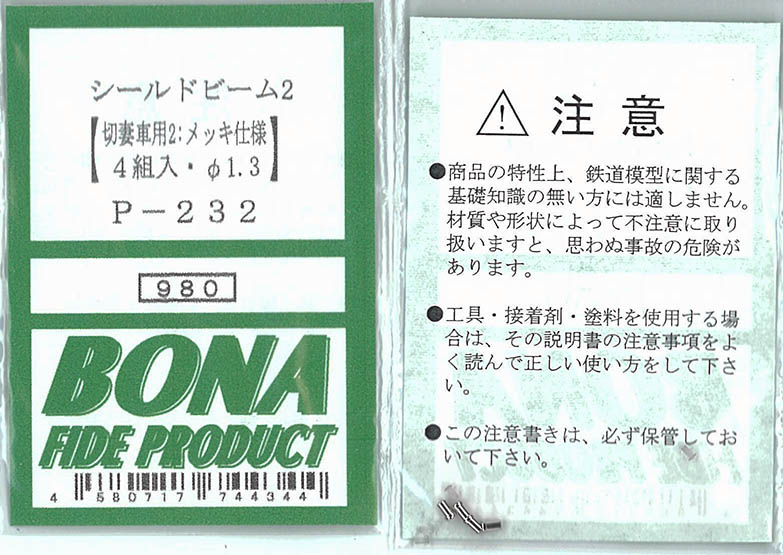 シールドビーム2
【切妻車用2:メッキ仕様
4組入・φ1.3】
P-232
980
BONA
FIDE PRODUCT
4 580717 744344
注意
●商品の特性上、鉄道模型に関する
基礎知識の無い方には適しません。
材質や形状によって不注意に取り
扱いますと、思わぬ事故の危険が
あります。
●工具・接着剤・塗料を使用する場
合は、その説明書の注意事項をよ
く読んで正しい使い方をして下さ
い。
●この注意書きは、必ず保管してお
いて下さい。